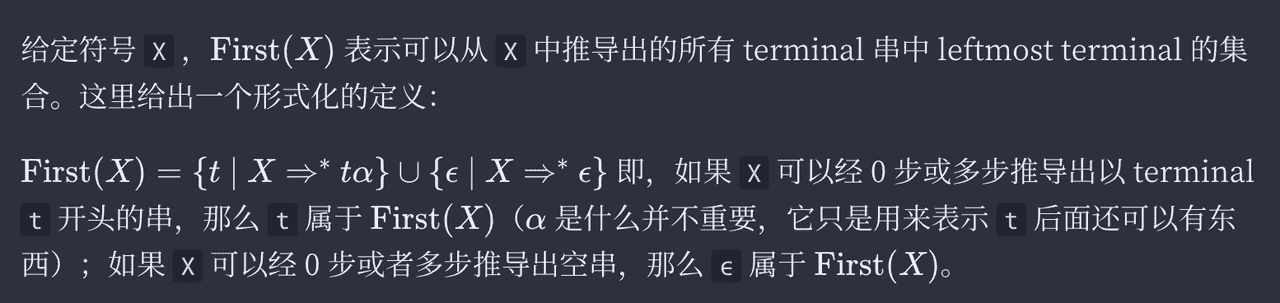 给定符号 X ，First(X) 表示可以从 X 中推导出的所有 terminal 串中 leftmost terminal 的集
合。这里给出一个形式化的定义：
First(X) = {t | X ⇒* tα} ∪ {ϵ | X ⇒* ϵ} 即，如果 X 可以经 0 步或多步推导出以 terminal
t 开头的串，那么 t 属于 First(X)（α 是什么并不重要，它只是用来表示 t 后面还可以有东
西）；如果 X 可以经 0 步或者多步推导出空串，那么 ϵ 属于 First(X)。